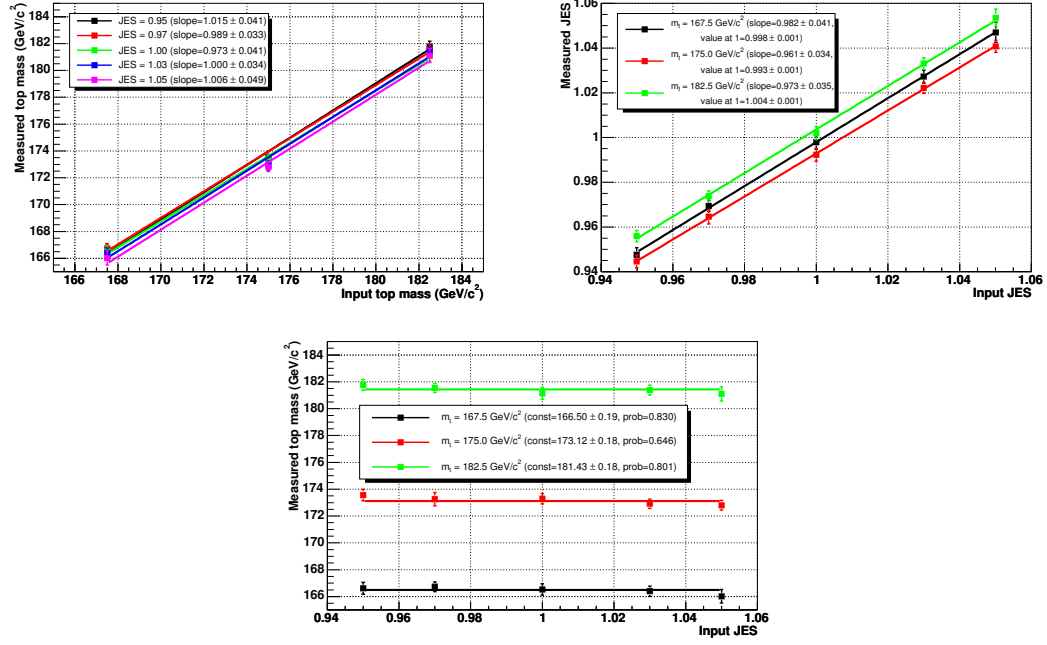 Measured top mass (GeV/c²)
184
182
180
178
176
174
172
170
168
166
JES = 0.95 (slope=1.015 ± 0.041)
JES = 0.97 (slope=0.989 ± 0.033)
JES = 1.00 (slope=0.973 ± 0.041)
JES = 1.03 (slope=1.000 ± 0.034)
JES = 1.05 (slope=1.006 ± 0.049)
166 168 170 172 174 176 178 180 182 184
Input top mass (GeV/c²)
Measured JES
1.06
1.04
1.02
1
0.98
0.96
0.94
mₜ = 167.5 GeV/c² (slope=0.982 ± 0.041,
value at 1=0.998 ± 0.001)
mₜ = 175.0 GeV/c² (slope=0.961 ± 0.034,
value at 1=0.993 ± 0.001)
mₜ = 182.5 GeV/c² (slope=0.973 ± 0.035,
value at 1=1.004 ± 0.001)
0.94 0.96 0.98 1 1.02 1.04 1.06
Input JES
Measured top mass (GeV/c²)
184
182
180
178
176
174
172
170
168
166
mₜ = 167.5 GeV/c² (const=166.50 ± 0.19, prob=0.830)
mₜ = 175.0 GeV/c² (const=173.12 ± 0.18, prob=0.646)
mₜ = 182.5 GeV/c² (const=181.43 ± 0.18, prob=0.801)
0.94 0.96 0.98 1 1.02 1.04 1.06
Input JES